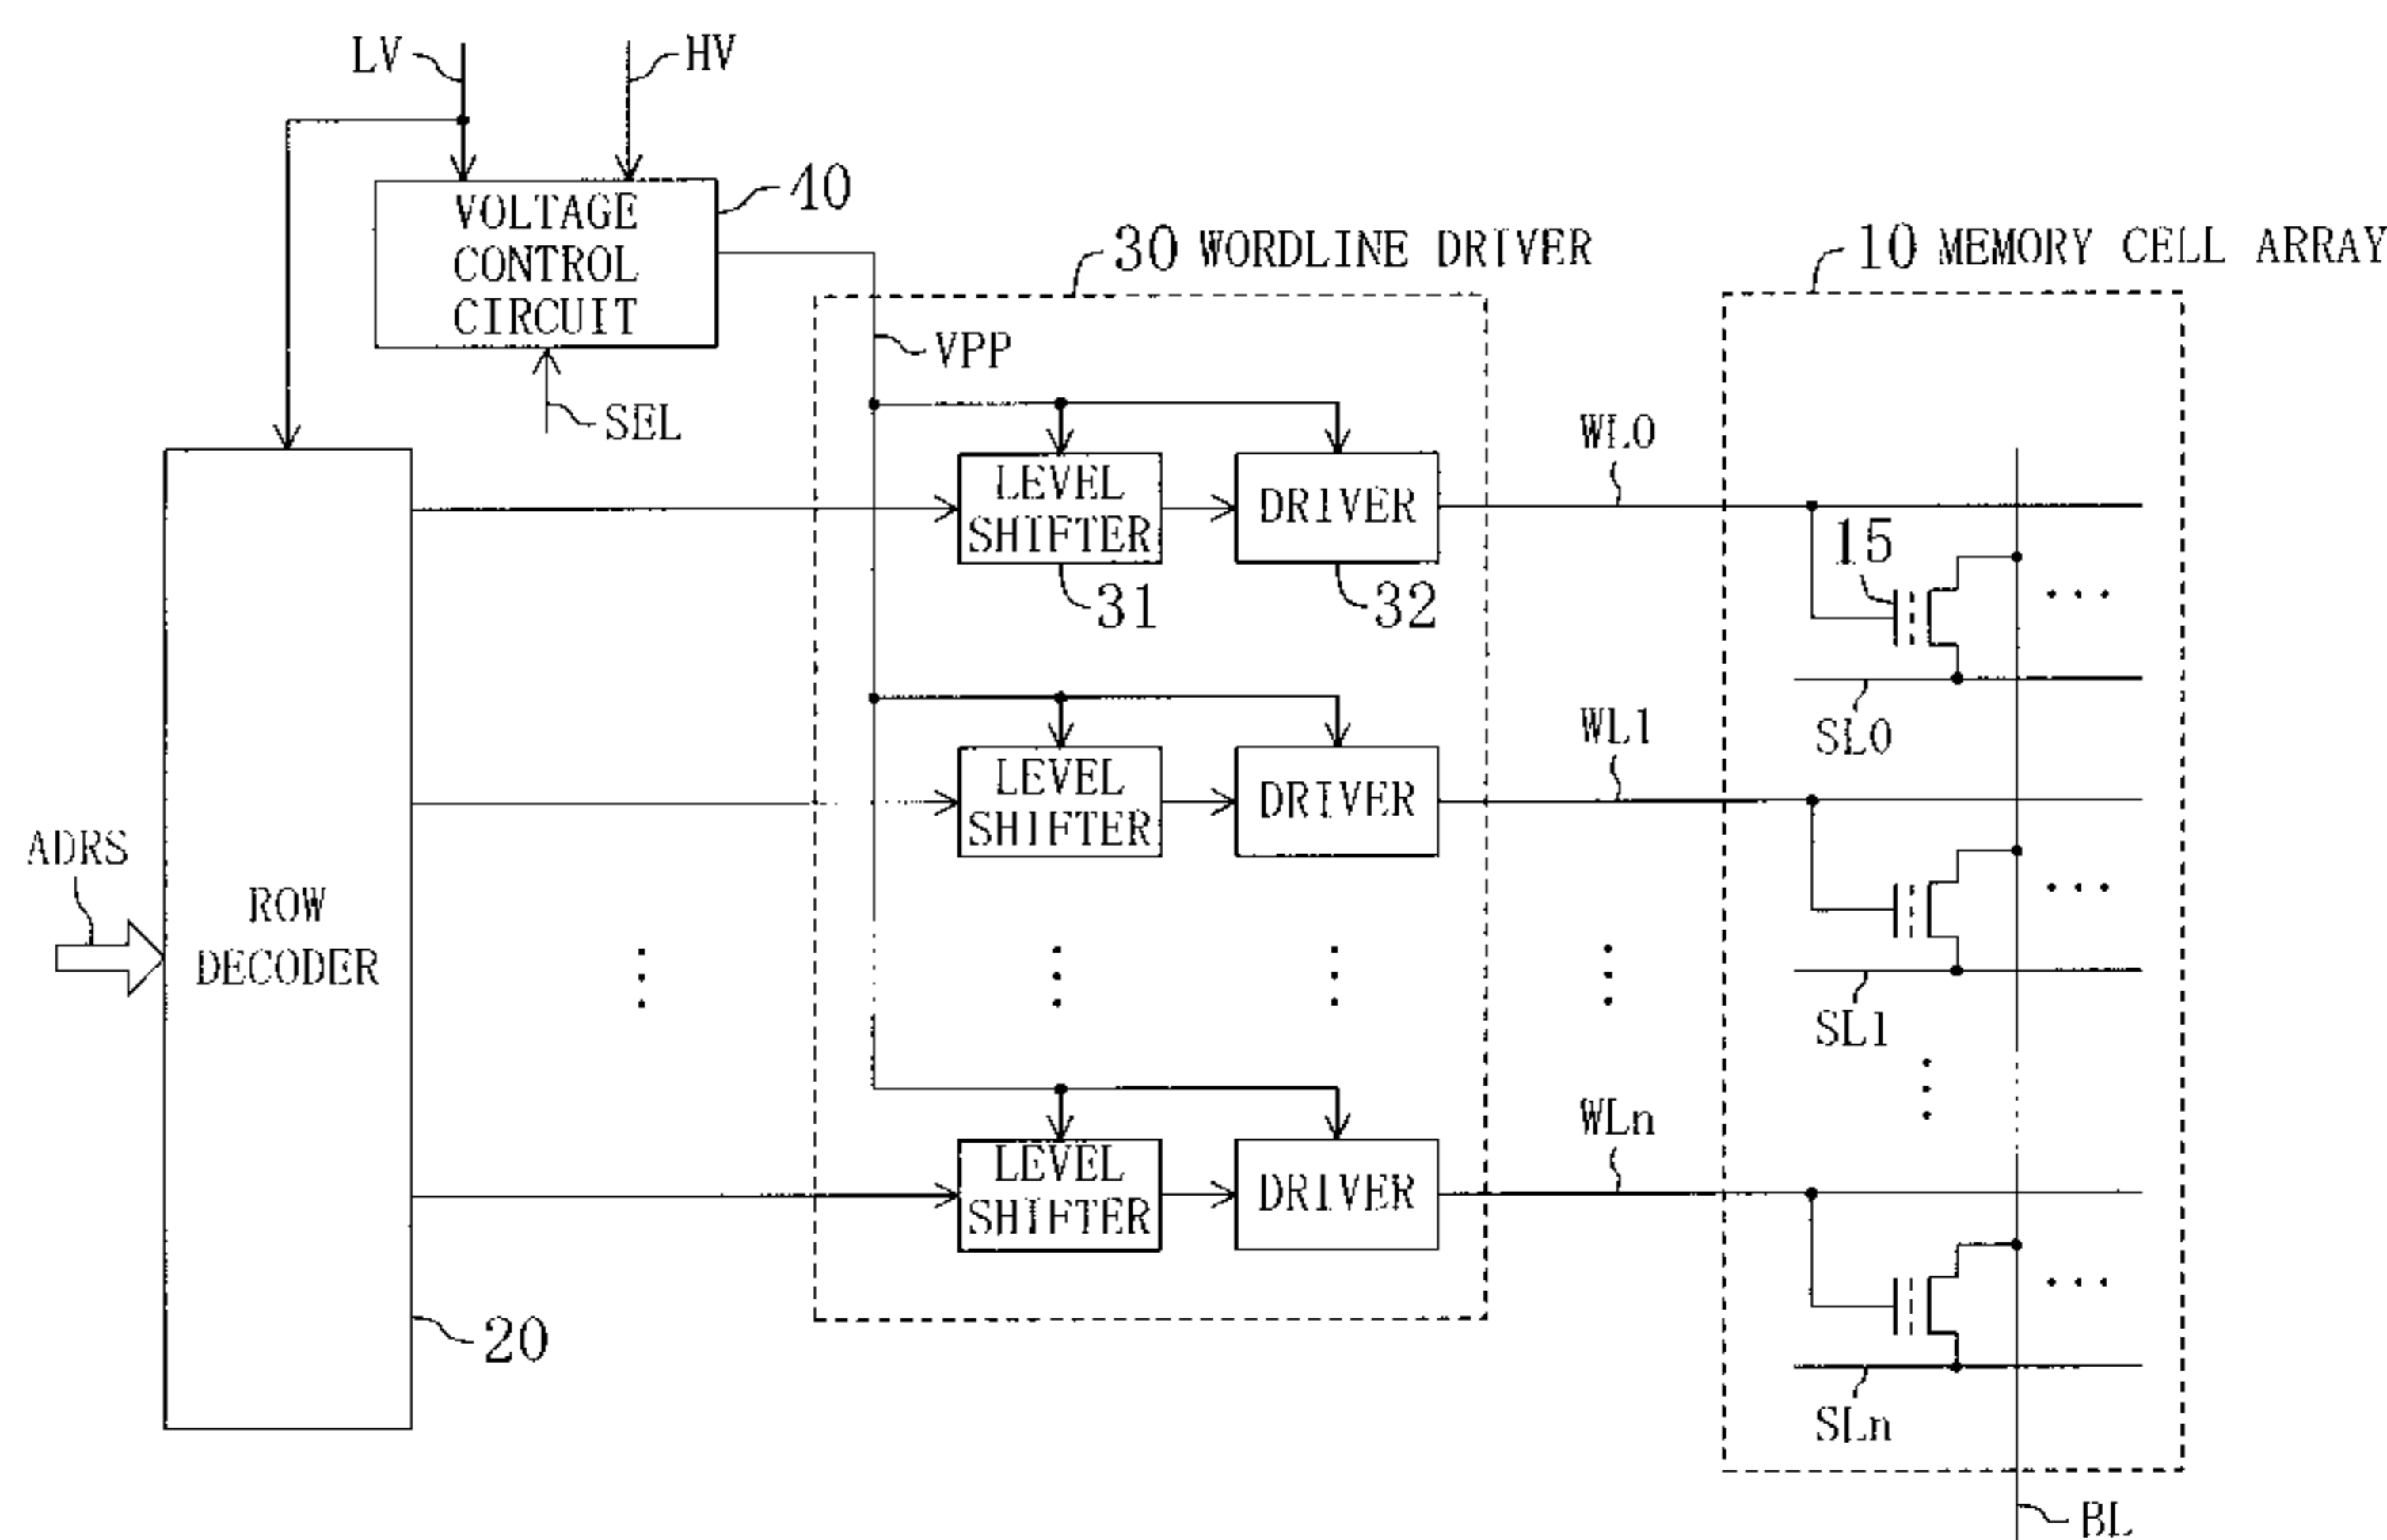 LV
HV
VOLTAGE
CONTROL
CIRCUIT
40
SEL
30 WORDLINE DRIVER
10 MEMORY CELL ARRAY
VPP
LEVEL
SHIFTER
31
DRIVER
32
WL0
15
SL0
LEVEL
SHIFTER
DRIVER
WL1
SL1
ADRS
ROW
DECODER
20
LEVEL
SHIFTER
DRIVER
WLn
SLn
BL